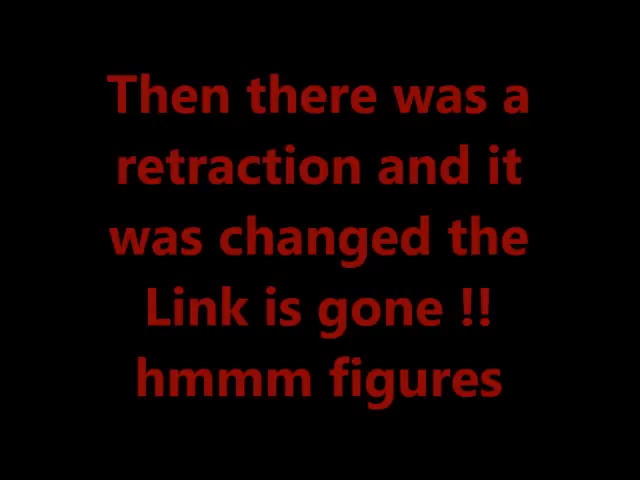 Then there was a
retraction and it
was changed the
Link is gone !!
hmmm figures